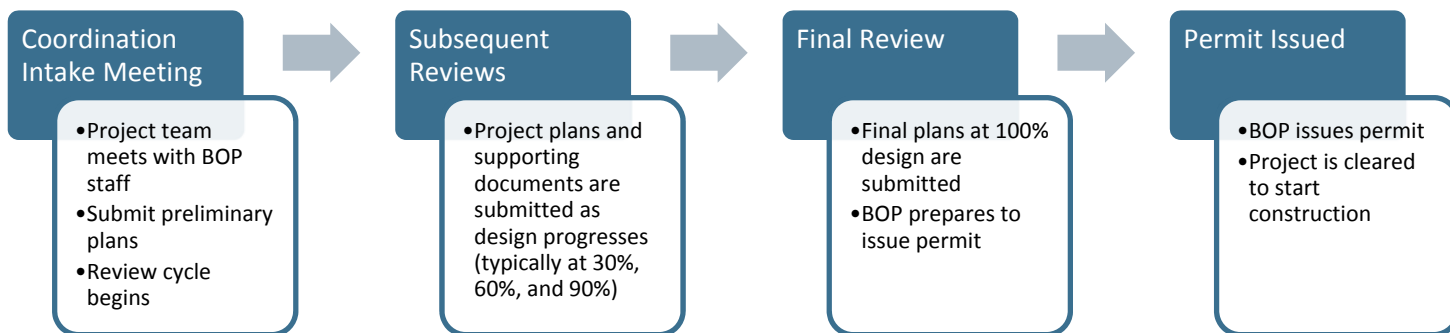 Coordination
Intake Meeting
•Project team
meets with BOP
staff
•Submit preliminary
plans
•Review cycle
begins
Subsequent
Reviews
•Project plans and
supporting
documents are
submitted as
design progresses
(typically at 30%,
60%, and 90%)
Final Review
•Final plans at 100%
design are
submitted
•BOP prepares to
issue permit
Permit Issued
•BOP issues permit
•Project is cleared
to start
construction